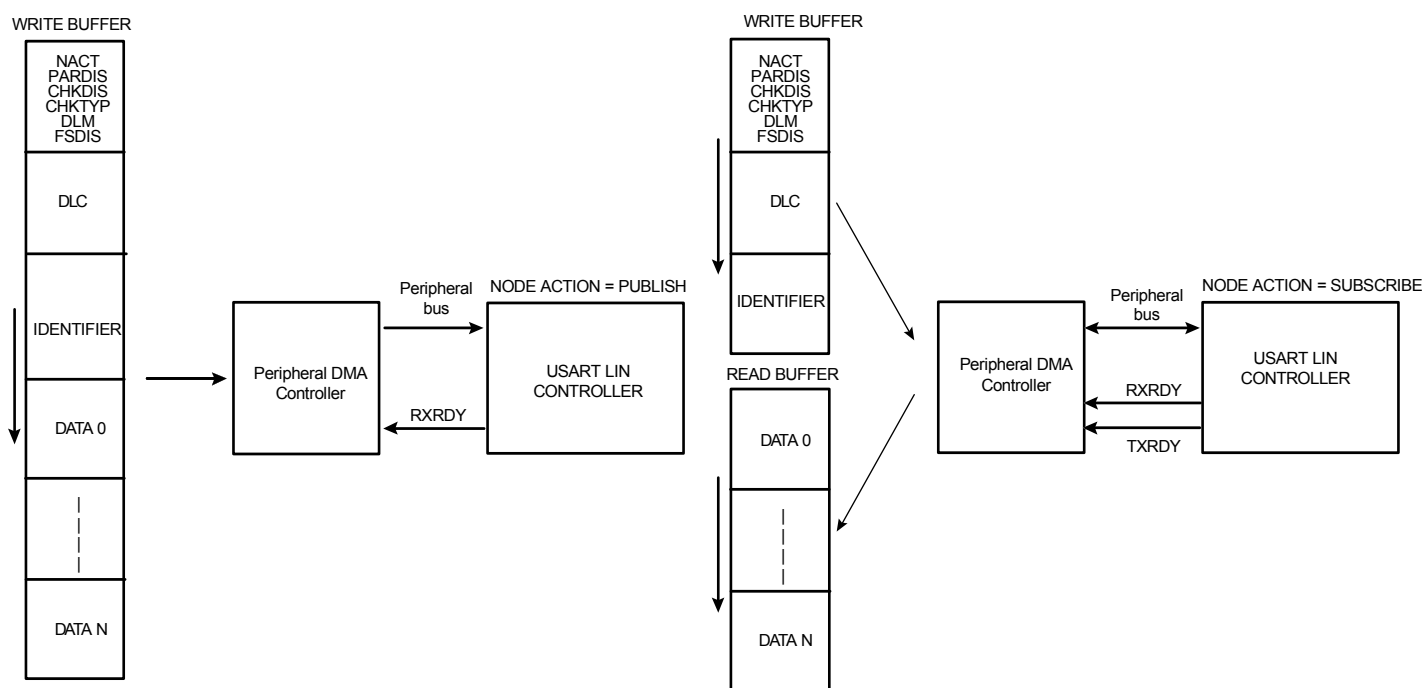 WRITE BUFFER
NACT
PARDIS
CHKDIS
CHKTYP
DLM
FSDIS
DLC
IDENTIFIER
DATA 0
DATA N
Peripheral DMA
Controller
Peripheral
bus
RXRDY
NODE ACTION = PUBLISH
USART LIN
CONTROLLER
WRITE BUFFER
NACT
PARDIS
CHKDIS
CHKTYP
DLM
FSDIS
DLC
IDENTIFIER
READ BUFFER
DATA 0
DATA N
Peripheral DMA
Controller
Peripheral
bus
RXRDY
TXRDY
NODE ACTION = SUBSCRIBE
USART LIN
CONTROLLER